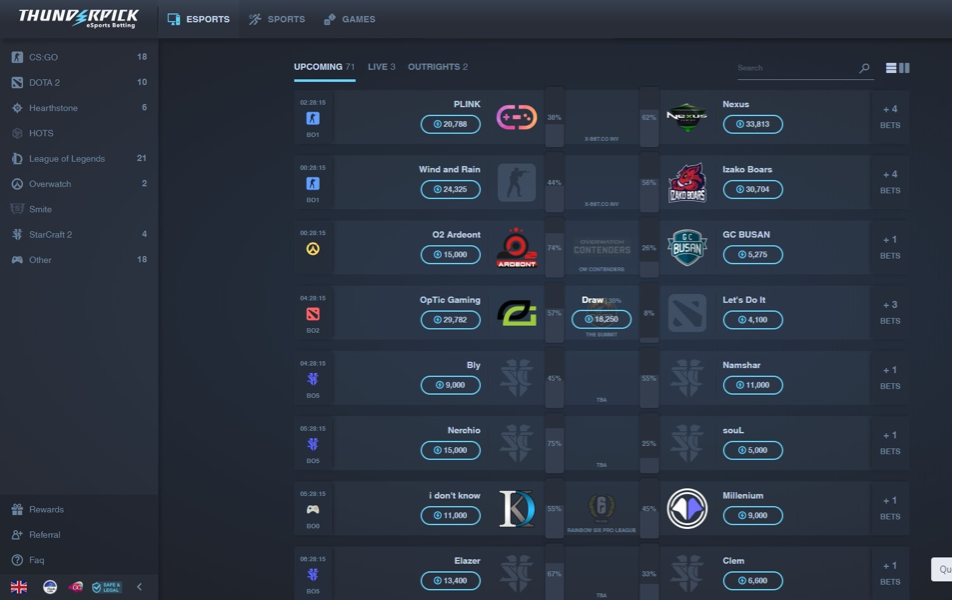 THUNDERPICK
eSports Betting
ESPORTS
SPORTS
GAMES
CS:GO 18
DOTA 2 10
Hearthstone 6
HOTS
League of Legends 21
Overwatch 2
Smite
StarCraft 2 4
Other 18
Rewards
Referral
Faq
SAFE &
LEGAL
UPCOMING 71 LIVE 3 OUTRIGHTS 2
Search
02:28:15
BO1
PLINK
20,788
38%
X-BET.CO INV
62%
NEXUS
Nexus
33,813
+ 4
BETS
00:28:15
BO1
Wind and Rain
24,325
44%
X-BET.CO INV
56%
IZAKO BOARS
Izako Boars
30,704
+ 4
BETS
00:28:15
O2 Ardeont
15,000
ARDEONT
74%
OVERWATCH
CONTENDERS
OW CONTENDERS
26%
GC
BUSAN
GC BUSAN
5,275
+ 1
BETS
04:28:15
BO2
OpTic Gaming
29,782
57%
Draw
18,250
THE SUMMIT
8%
Let's Do It
4,100
+ 3
BETS
04:28:15
BO5
Bly
9,000
45%
TBA
55%
Namshar
11,000
+ 1
BETS
05:28:15
BO5
Nerchio
15,000
75%
TBA
25%
souL
5,000
+ 1
BETS
05:28:15
i don't know
11,000
55%
6
RAINBOW SIX PRO LEAGUE
45%
Millenium
9,000
+ 1
BETS
BO5
Elazer
13,400
67%
TBA
33%
Clem
6,600
+ 1
BETS
Qu